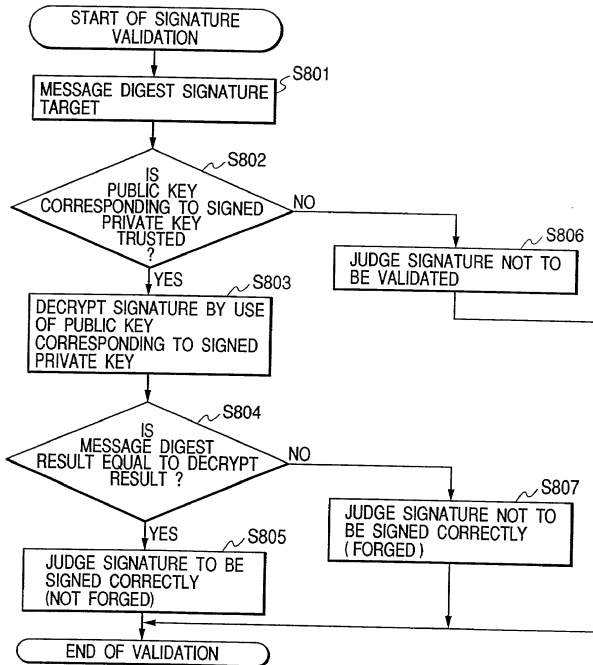 START OF SIGNATURE
VALIDATION
S801
MESSAGE DIGEST SIGNATURE
TARGET
S802
IS
PUBLIC KEY
CORRESPONDING TO SIGNED
PRIVATE KEY
TRUSTED
?
NO
YES
S806
JUDGE SIGNATURE NOT TO
BE VALIDATED
S803
DECRYPT SIGNATURE BY USE
OF PUBLIC KEY
CORRESPONDING TO SIGNED
PRIVATE KEY
S804
IS
MESSAGE DIGEST
RESULT EQUAL TO DECRYPT
RESULT ?
NO
YES
S807
JUDGE SIGNATURE NOT TO
BE SIGNED CORRECTLY
(FORGED)
S805
JUDGE SIGNATURE TO BE
SIGNED CORRECTLY
(NOT FORGED)
END OF VALIDATION